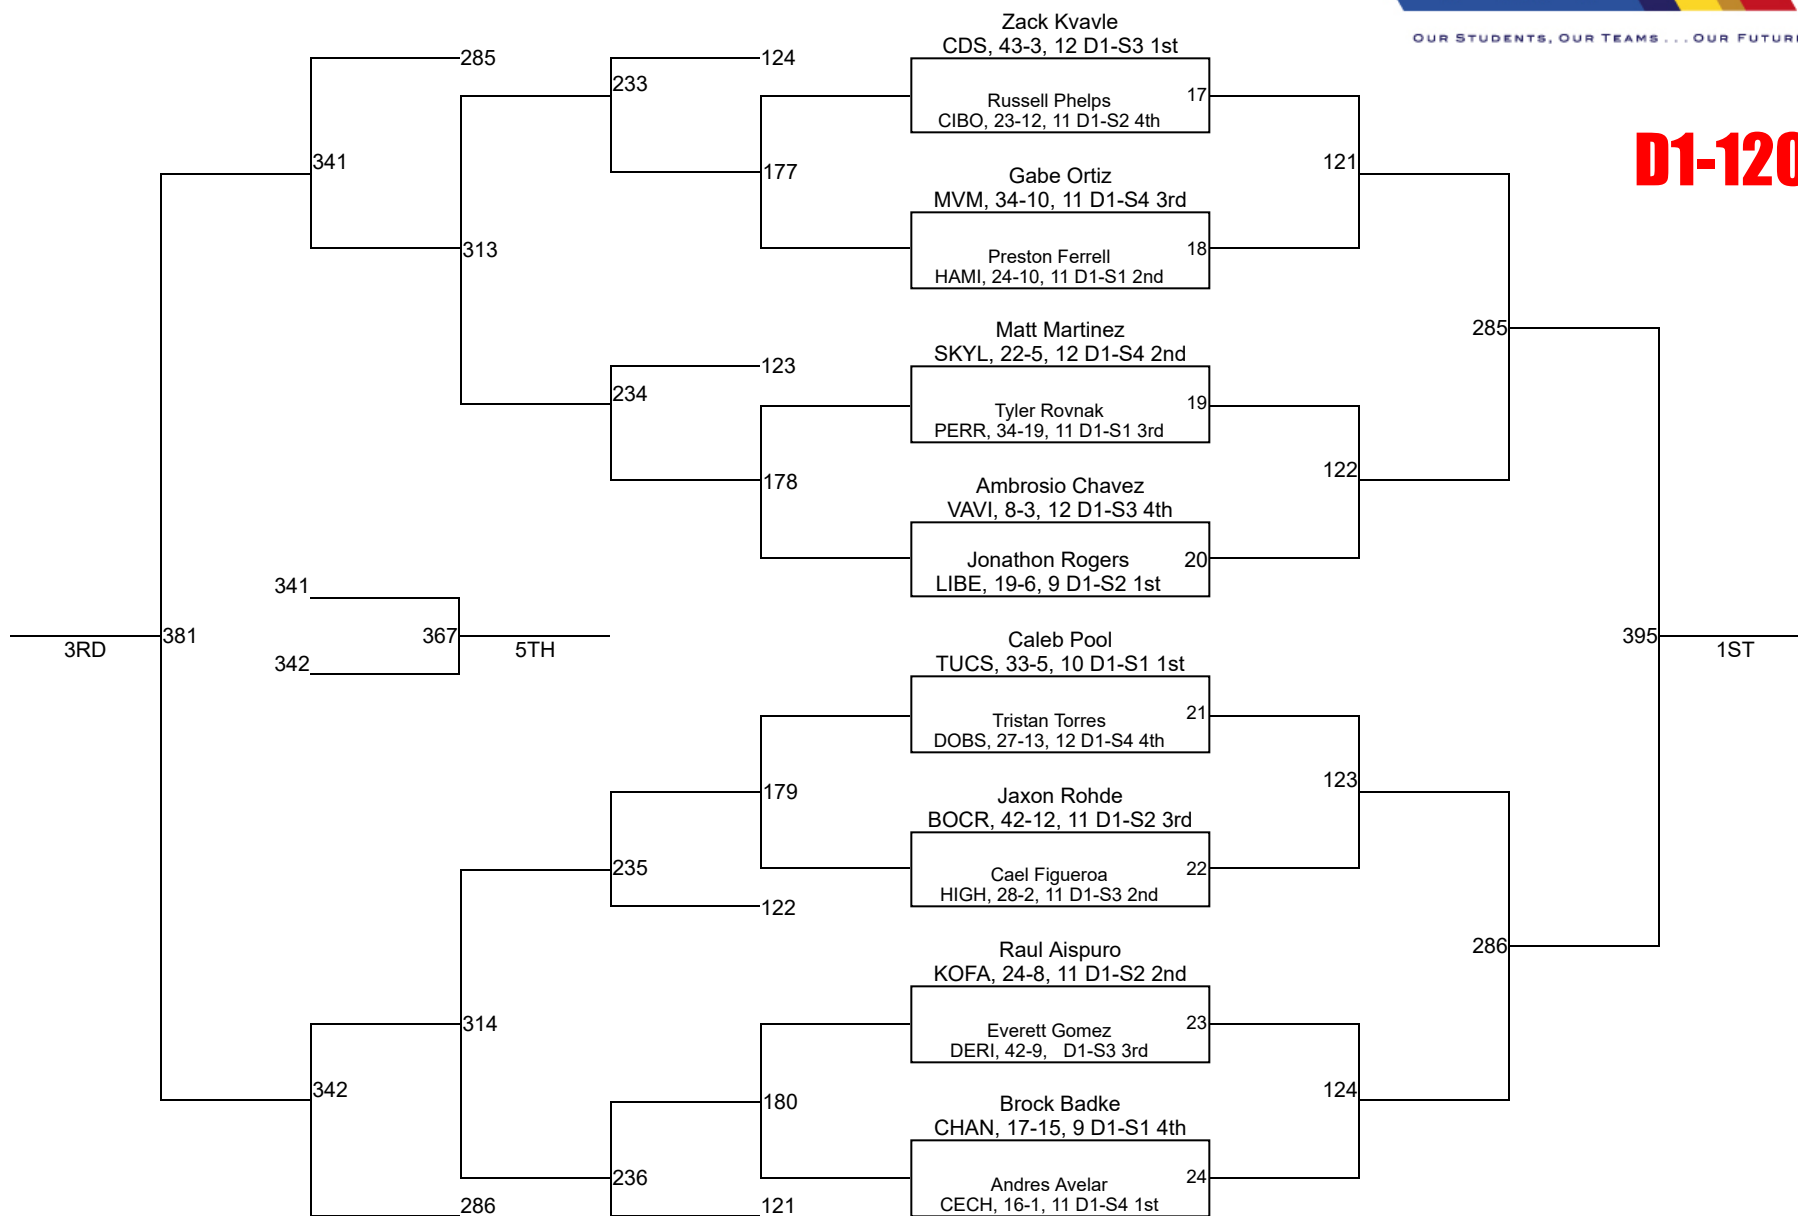 OUR STUDENTS, OUR TEAMS . . . OUR FUTURE
D1-120
Zack Kvavle
CDS, 43-3, 12 D1-S3 1st
Russell Phelps
CIBO, 23-12, 11 D1-S2 4th
17
Gabe Ortiz
MVM, 34-10, 11 D1-S4 3rd
Preston Ferrell
HAMI, 24-10, 11 D1-S1 2nd
18
Matt Martinez
SKYL, 22-5, 12 D1-S4 2nd
Tyler Rovnak
PERR, 34-19, 11 D1-S1 3rd
19
Ambrosio Chavez
VAVI, 8-3, 12 D1-S3 4th
Jonathon Rogers
LIBE, 19-6, 9 D1-S2 1st
20
Caleb Pool
TUCS, 33-5, 10 D1-S1 1st
Tristan Torres
DOBS, 27-13, 12 D1-S4 4th
21
Jaxon Rohde
BOCR, 42-12, 11 D1-S2 3rd
Cael Figueroa
HIGH, 28-2, 11 D1-S3 2nd
22
Raul Aispuro
KOFA, 24-8, 11 D1-S2 2nd
Everett Gomez
DERI, 42-9, D1-S3 3rd
23
Brock Badke
CHAN, 17-15, 9 D1-S1 4th
Andres Avelar
CECH, 16-1, 11 D1-S4 1st
24
121
122
123
124
285
286
395
1ST
124
177
123
178
179
122
180
121
233
234
235
236
285
313
314
286
341
342
381
3RD
341
342
367
5TH